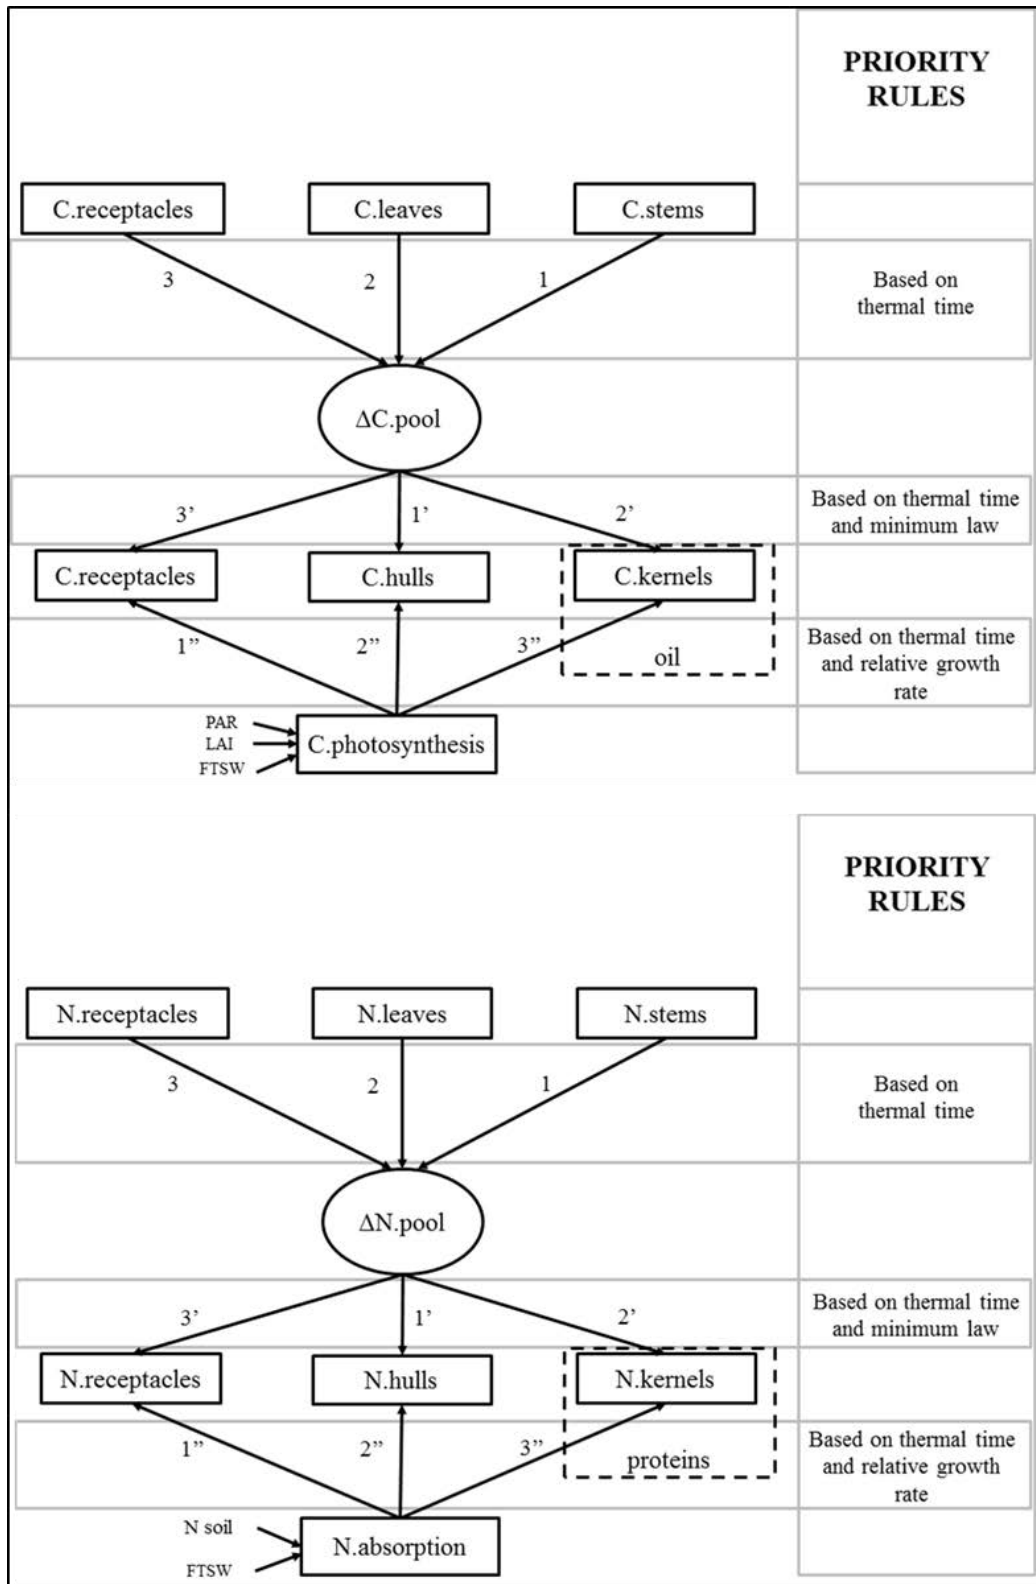 PRIORITY
RULES
C.receptacles
C.leaves
C.stems
3
2
1
Based on
thermal time
ΔC.pool
3’
1’
2’
Based on thermal time
and minimum law
C.receptacles
C.hulls
C.kernels
1”
2”
3”
oil
Based on thermal time
and relative growth
rate
PAR
LAI
FTSW
C.photosynthesis
PRIORITY
RULES
N.receptacles
N.leaves
N.stems
3
2
1
Based on
thermal time
ΔN.pool
3’
1’
2’
Based on thermal time
and minimum law
N.receptacles
N.hulls
N.kernels
1”
2”
3”
proteins
Based on thermal time
and relative growth
rate
N soil
FTSW
N.absorption